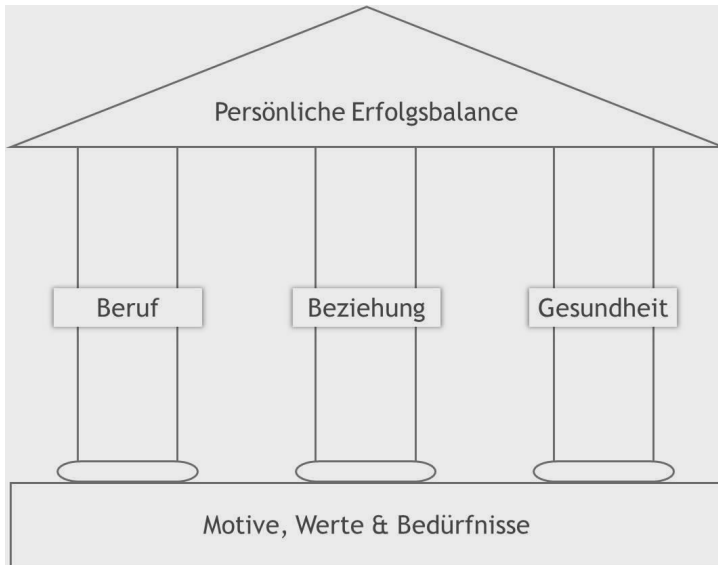 Persönliche Erfolgsbalance
Beruf
Beziehung
Gesundheit
Motive, Werte & Bedürfnisse